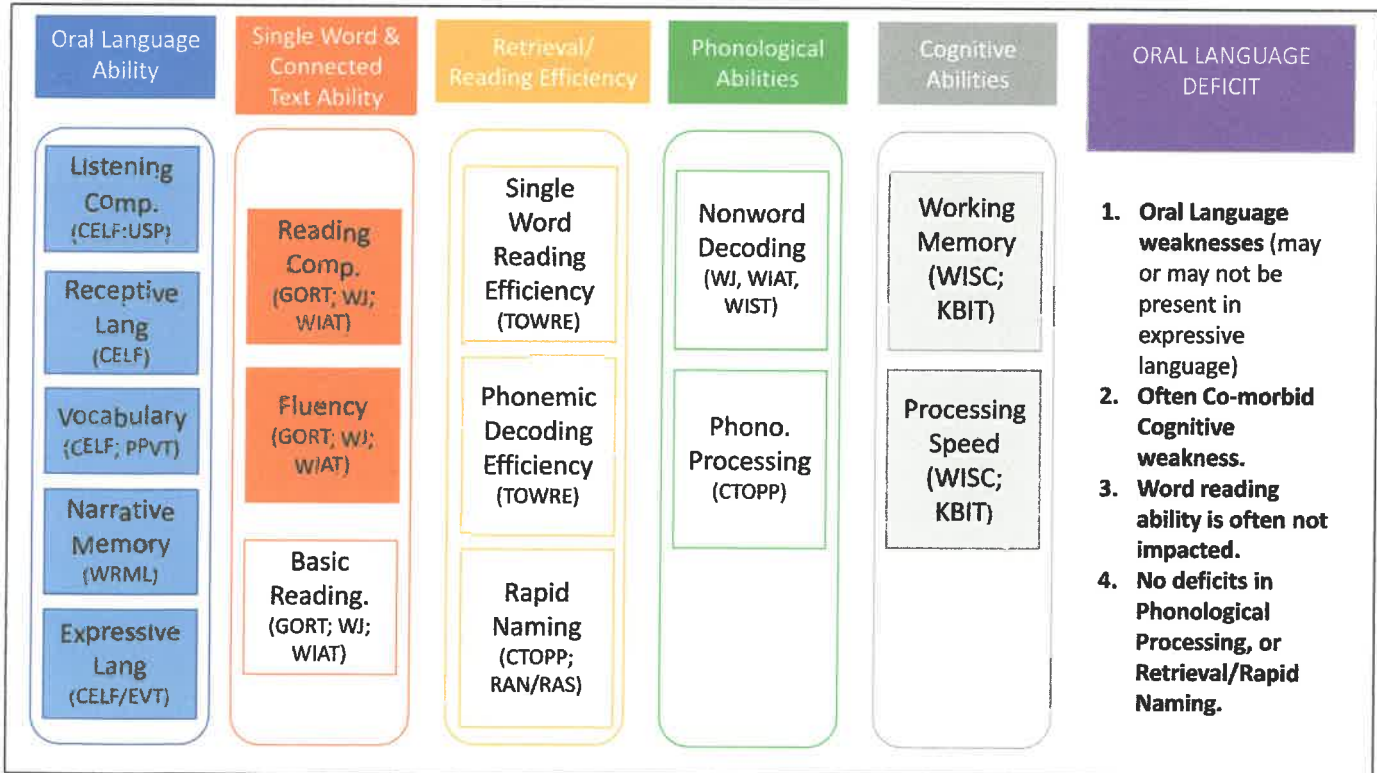 Oral Language
Ability
Listening
Comp.
(CELF:USP)
Receptive
Lang
(CELF)
Vocabulary
(CELF; PPVT)
Narrative
Memory
(WRML)
Expressive
Lang
(CELF/EVT)
Single Word &
Connected
Text Ability
Reading
Comp.
(GORT; WJ;
WIAT)
Fluency
(GORT; WJ;
WIAT)
Basic
Reading.
(GORT; WJ;
WIAT)
Retrieval/
Reading Efficiency
Single
Word
Reading
Efficiency
(TOWRE)
Phonemic
Decoding
Efficiency
(TOWRE)
Rapid
Naming
(CTOPP;
RAN/RAS)
Phonological
Abilities
Nonword
Decoding
(WJ, WIAT,
WIST)
Phono.
Processing
(CTOPP)
Cognitive
Abilities
Working
Memory
(WISC;
KBIT)
Processing
Speed
(WISC;
KBIT)
ORAL LANGUAGE
DEFICIT
1. Oral Language
weaknesses (may
or may not be
present in
expressive
language)
2. Often Co-morbid
Cognitive
weakness.
3. Word reading
ability is often not
impacted.
4. No deficits in
Phonological
Processing, or
Retrieval/Rapid
Naming.